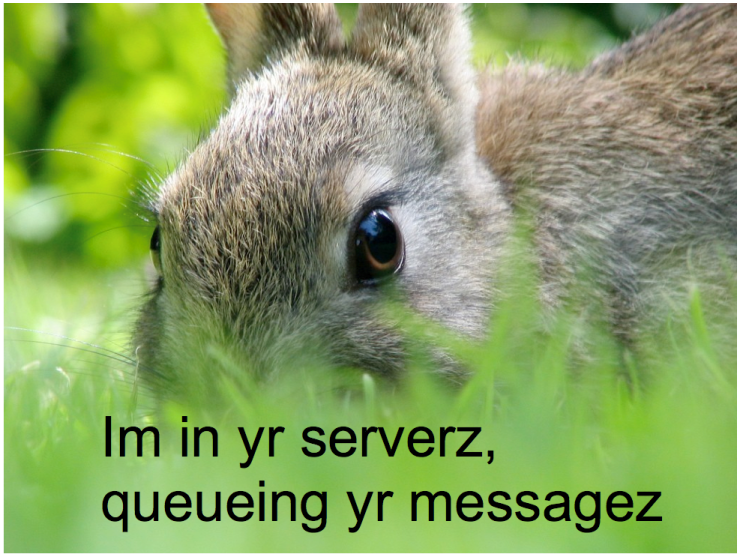 Im in yr serverz,
queueing yr messagez